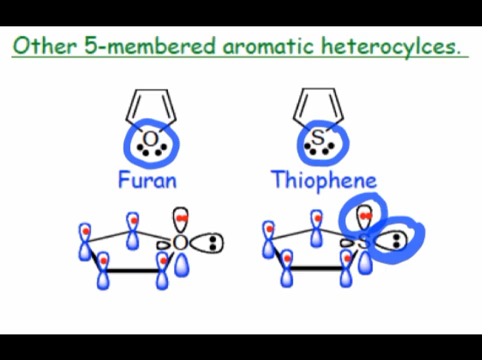 Other 5-membered aromatic heterocylces.
O S
Furan Thiophene
O S